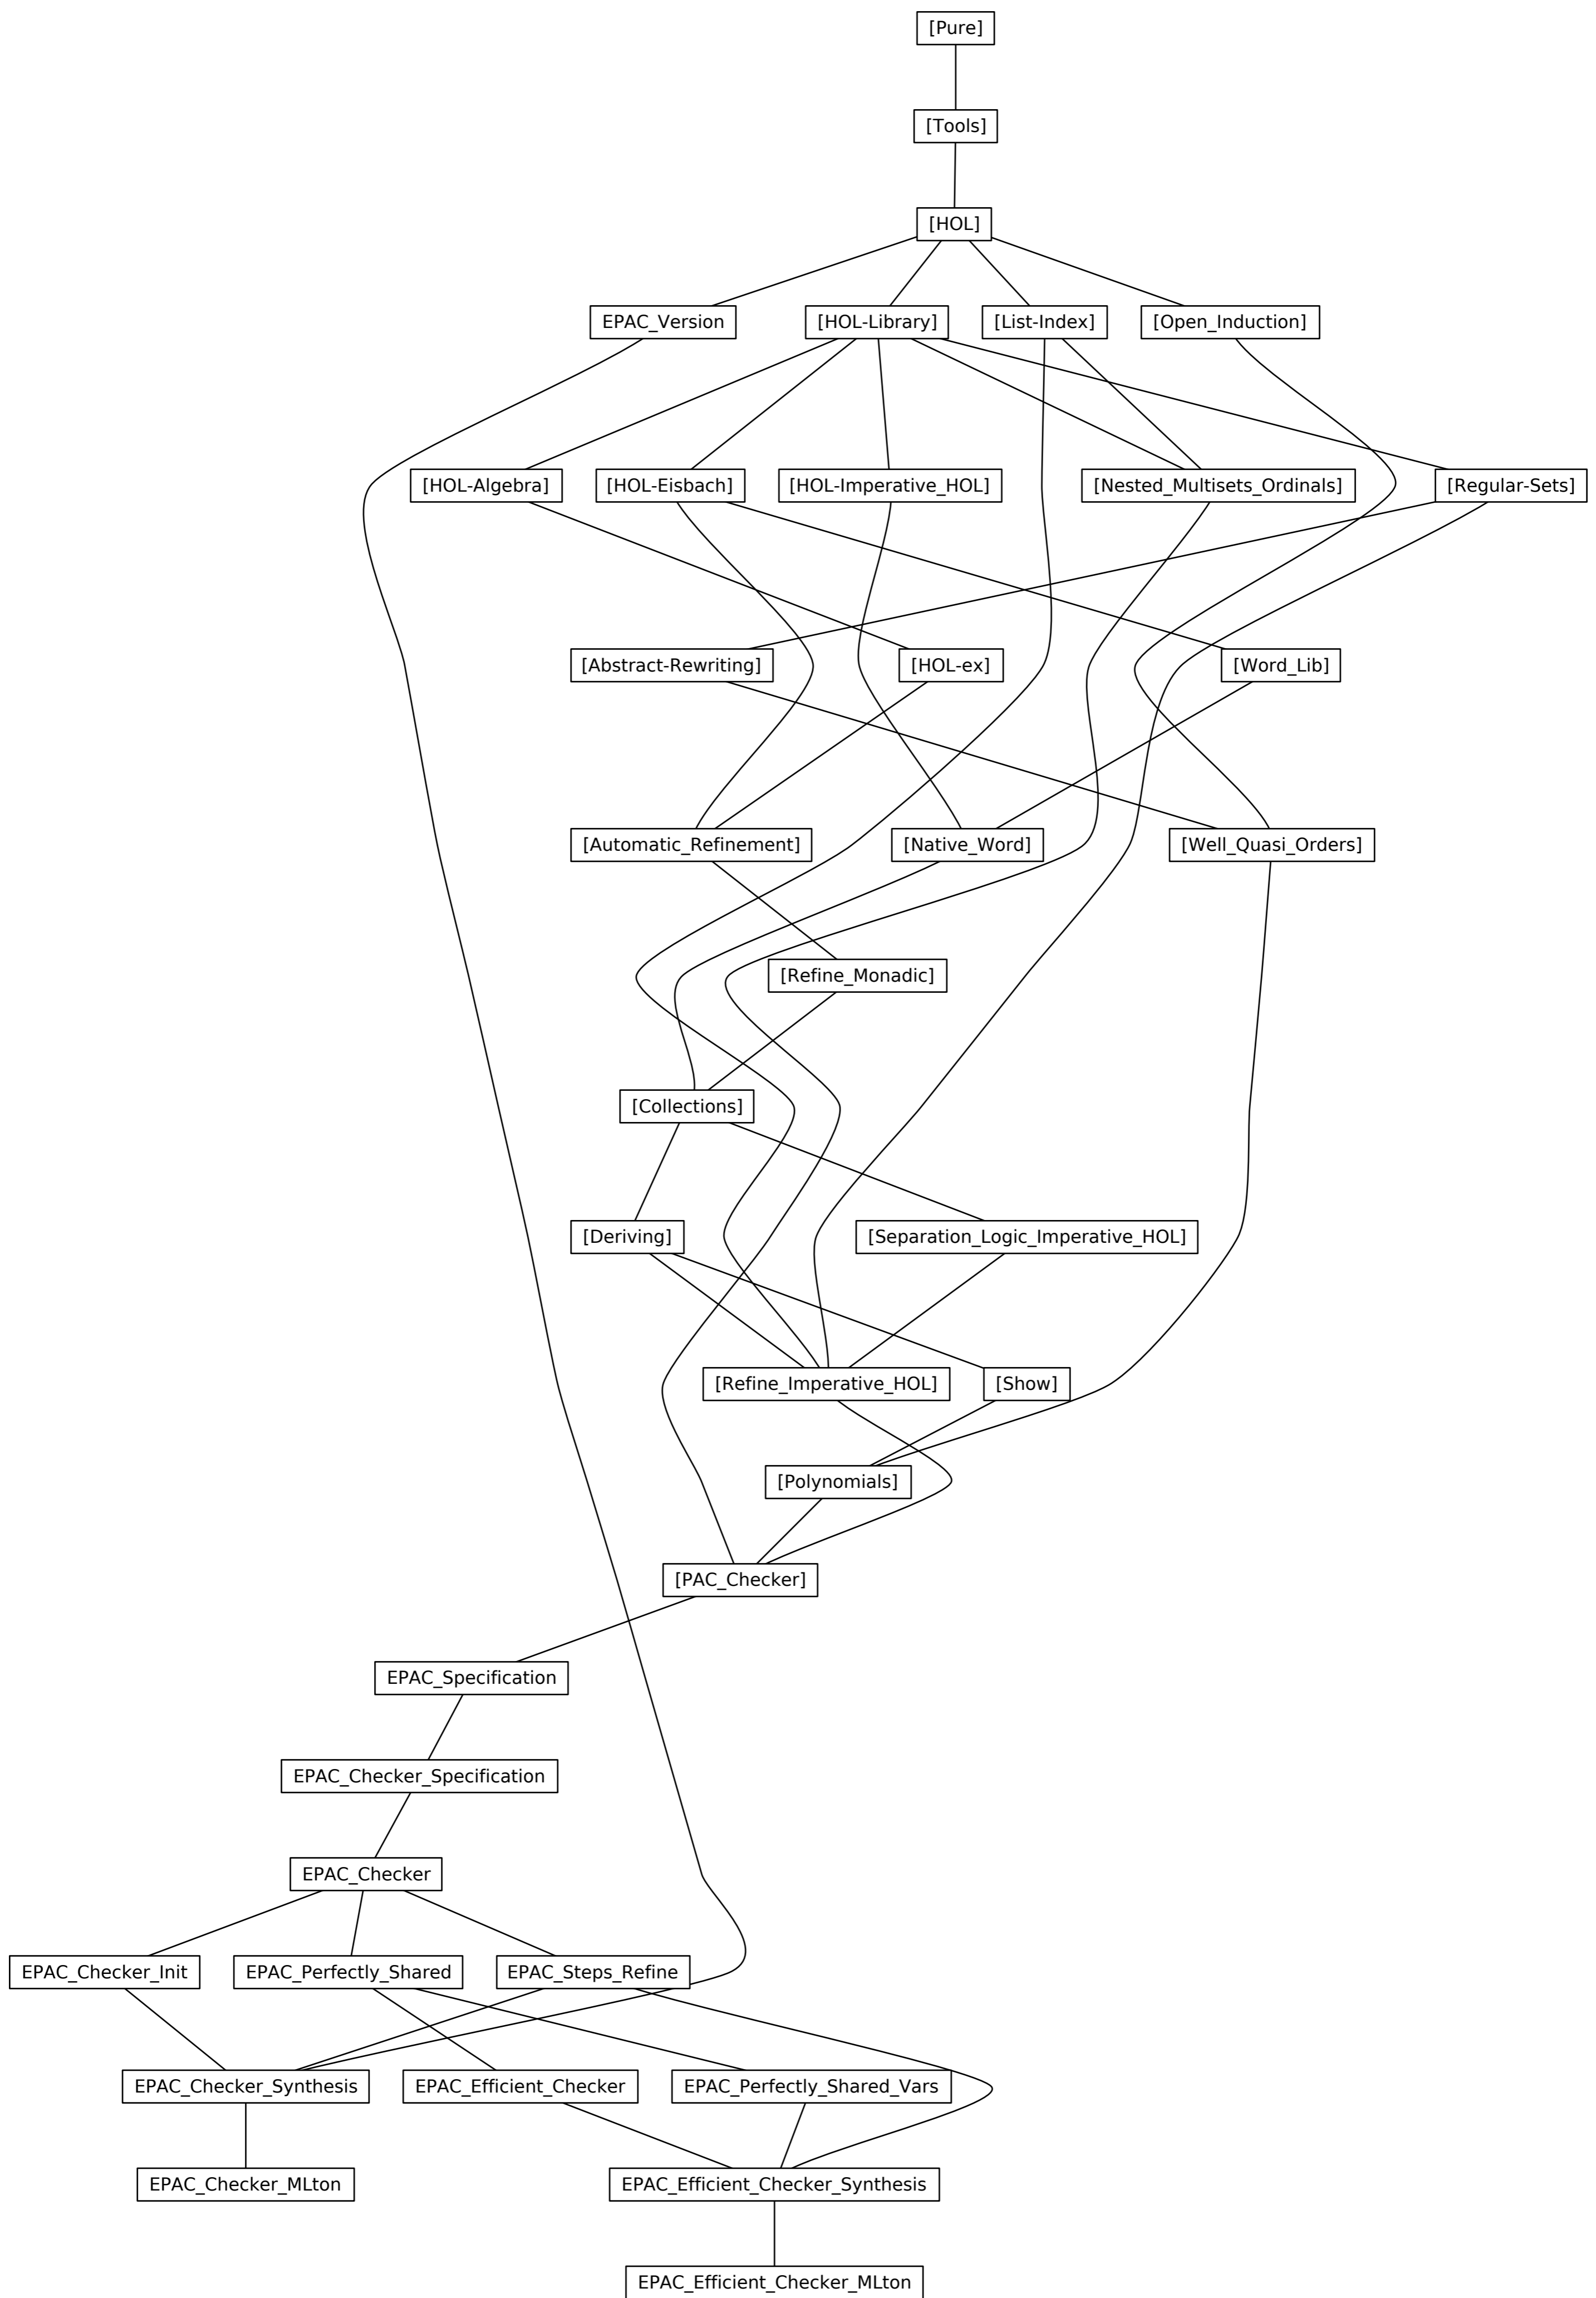 [Pure]
[Tools]
[HOL]
EPAC_Version
[HOL-Library]
[List-Index]
[Open_Induction]
[HOL-Algebra]
[HOL-Eisbach]
[HOL-Imperative_HOL]
[Nested_Multisets_Ordinals]
[Regular-Sets]
[Abstract-Rewriting]
[HOL-ex]
[Word_Lib]
[Automatic_Refinement]
[Native_Word]
[Well_Quasi_Orders]
[Refine_Monadic]
[Collections]
[Deriving]
[Separation_Logic_Imperative_HOL]
[Refine_Imperative_HOL]
[Show]
[Polynomials]
[PAC_Checker]
EPAC_Specification
EPAC_Checker_Specification
EPAC_Checker
EPAC_Checker_Init
EPAC_Perfectly_Shared
EPAC_Steps_Refine
EPAC_Checker_Synthesis
EPAC_Efficient_Checker
EPAC_Perfectly_Shared_Vars
EPAC_Checker_MLton
EPAC_Efficient_Checker_Synthesis
EPAC_Efficient_Checker_MLton